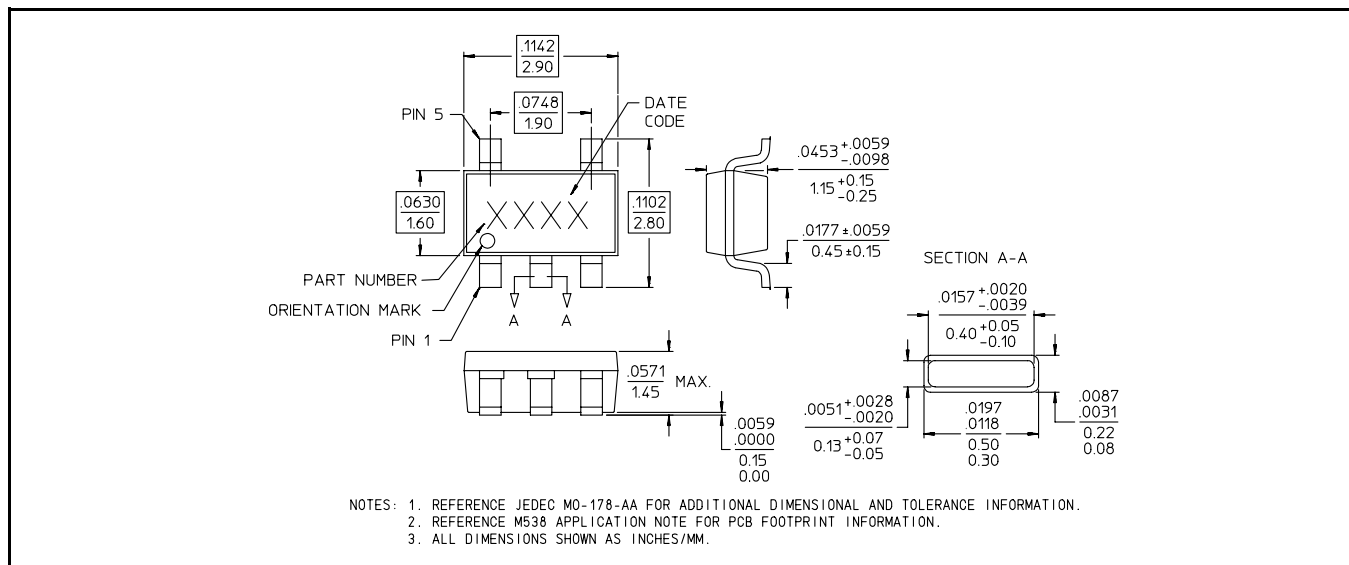 .1142
2.90
.0748
1.90
PIN 5
DATE
CODE
.0630
1.60
XXXX
.1102
2.80
PART NUMBER
ORIENTATION MARK
PIN 1
A A
.0453 +.0059
-.0098
1.15 +0.15
-0.25
.0177 ±.0059
0.45 ±0.15
SECTION A-A
.0157 +.0020
-.0039
0.40 +0.05
-0.10
.0571
1.45
MAX.
.0059
.0000
0.15
0.00
.0051 +.0028
-.0020
0.13 +0.07
-0.05
.0197
.0118
0.50
0.30
.0087
.0031
0.22
0.08
NOTES: 1. REFERENCE JEDEC MO-178-AA FOR ADDITIONAL DIMENSIONAL AND TOLERANCE INFORMATION.
2. REFERENCE M538 APPLICATION NOTE FOR PCB FOOTPRINT INFORMATION.
3. ALL DIMENSIONS SHOWN AS INCHES/MM.